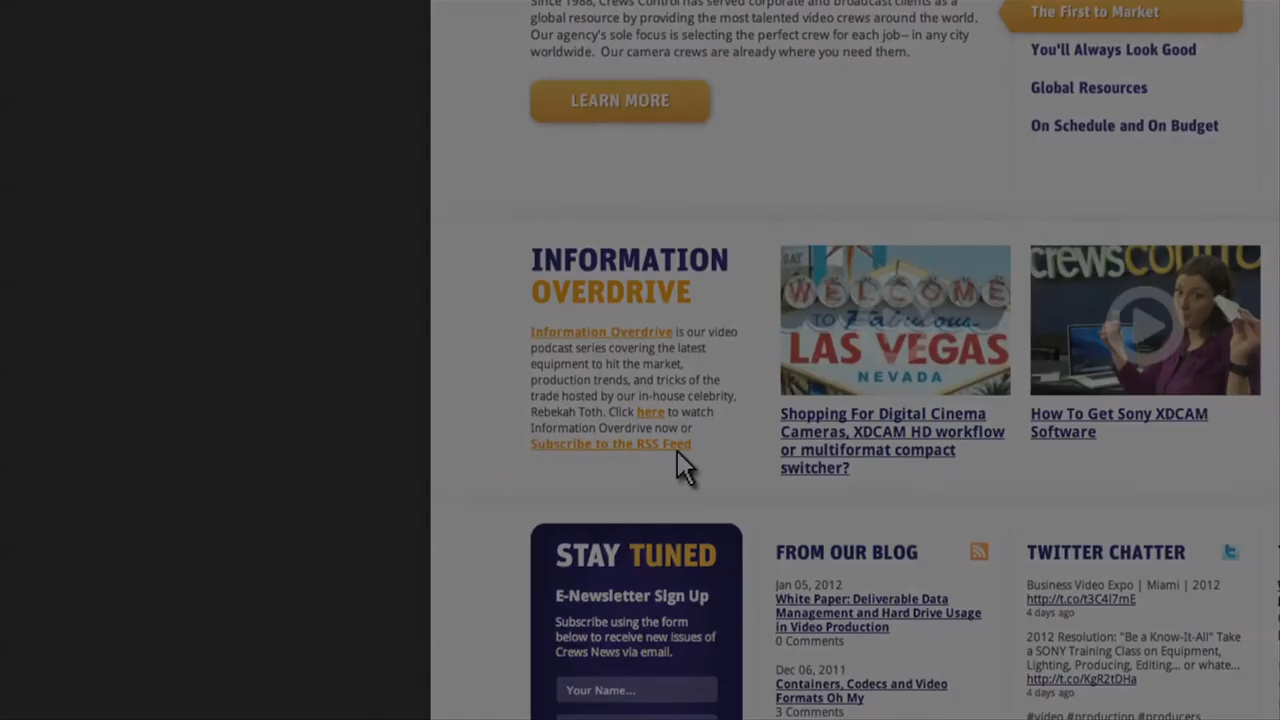 Since 1988, Crews Control has served corporate and broadcast clients as a
global resource by providing the most talented video crews around the world.
Our agency's sole focus is selecting the perfect crew for each job-- in any city
worldwide.  Our camera crews are already where you need them.
LEARN MORE
The First to Market
You'll Always Look Good
Global Resources
On Schedule and On Budget
INFORMATION
OVERDRIVE
Information Overdrive is our video
podcast series covering the latest
equipment to hit the market,
production trends, and tricks of the
trade hosted by our in-house celebrity,
Rebekah Toth. Click here to watch
Information Overdrive now or
Subscribe to the RSS Feed
WELCOME
TO Fabulous
LAS VEGAS
NEVADA
Shopping For Digital Cinema
Cameras, XDCAM HD workflow
or multiformat compact
switcher?
crewscontro
How To Get Sony XDCAM
Software
STAY TUNED
E-Newsletter Sign Up
Subscribe using the form
below to receive new issues of
Crews News via email.
Your Name...
FROM OUR BLOG
Jan 05, 2012
White Paper: Deliverable Data
Management and Hard Drive Usage
in Video Production
0 Comments
Dec 06, 2011
Containers, Codecs and Video
Formats Oh My
3 Comments
TWITTER CHATTER
Business Video Expo | Miami | 2012
http://t.co/t3C4l7mE
4 days ago
2012 Resolution: "Be a Know-It-All" Take
a SONY Training Class on Equipment,
Lighting, Producing, Editing... or whate...
http://t.co/KgR2tDHa
4 days ago
#video #production #producers